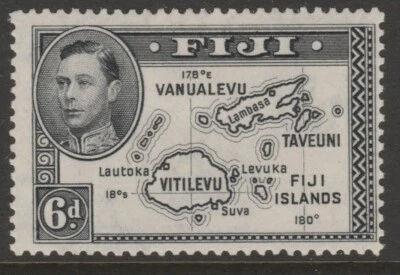 FIJI
178°E
VANUALEVU
Lambasa
TAVEUNI
Lautoka
Levuka
VITILEVU
18°S
FIJI
ISLANDS
Suva
180°
6d.